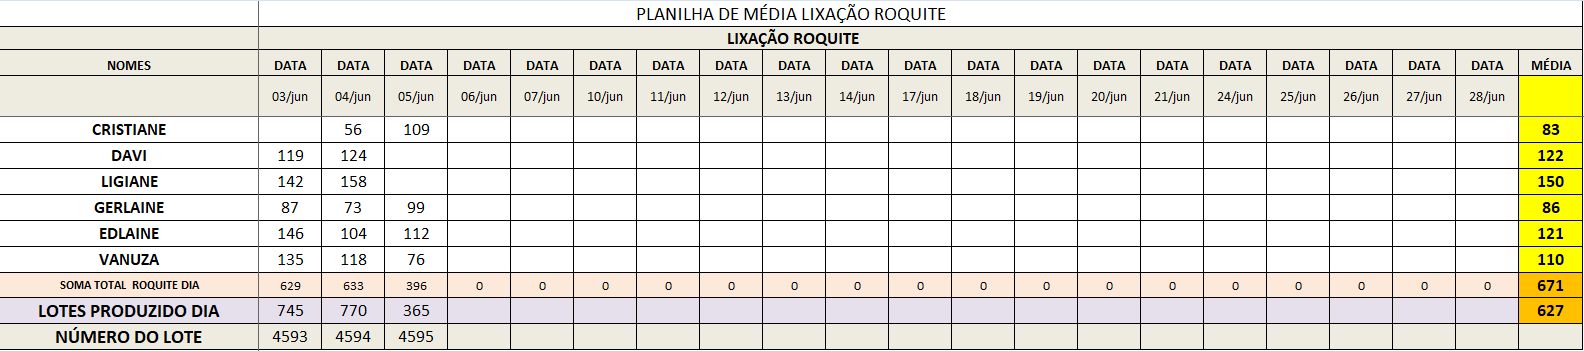 PLANILHA DE MÉDIA LIXAÇÃO ROQUITE
LIXAÇÃO ROQUITE
NOMES DATA DATA DATA DATA DATA DATA DATA DATA DATA DATA DATA DATA DATA DATA DATA DATA DATA DATA DATA DATA MÉDIA
03/jun 04/jun 05/jun 06/jun 07/jun 10/jun 11/jun 12/jun 13/jun 14/jun 17/jun 18/jun 19/jun 20/jun 21/jun 24/jun 25/jun 26/jun 27/jun 28/jun
CRISTIANE 56 109 83
DAVI 119 124 122
LIGIANE 142 158 150
GERLAINE 87 73 99 86
EDLAINE 146 104 112 121
VANUZA 135 118 76 110
SOMA TOTAL ROQUITE DIA 629 633 396 0 0 0 0 0 0 0 0 0 0 0 0 0 0 0 0 0 671
LOTES PRODUZIDO DIA 745 770 365 627
NÚMERO DO LOTE 4593 4594 4595